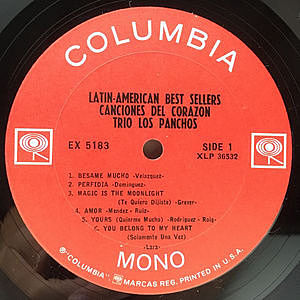 COLUMBIA
LATIN-AMERICAN BEST SELLERS
CANCIONES DEL CORAZON
TRIO LOS PANCHOS
EX 5183
SIDE 1
XLP 36532
1. BESAME MUCHO -Velazquez-
2. PERFIDIA -Dominguez-
3. MAGIC IS THE MOONLIGHT
(Te Quiero Dijiste) -Grever-
4. AMOR -Mendez - Ruiz-
5. YOURS (Quierme Mucho) -Rodriguez - Roig-
6. YOU BELONG TO MY HEART
(Solamente Una Vez)
-Lara-
MONO
® "COLUMBIA" MARCAS REG. PRINTED IN U.S.A.